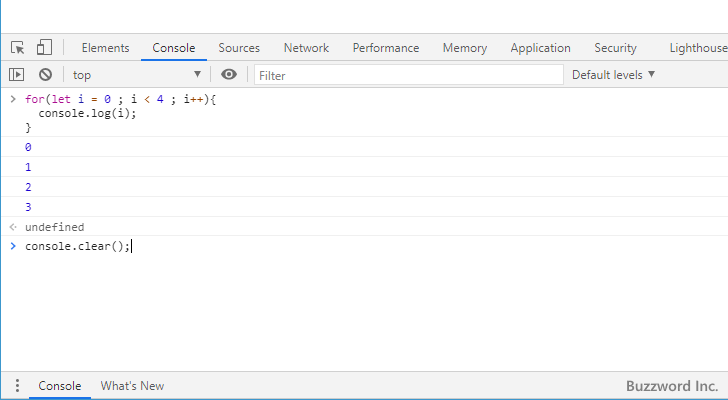 Elements Console Sources Network Performance Memory Application Security Lighthouse
top Filter Default levels
for(let i = 0 ; i < 4 ; i++){
console.log(i);
}
0
1
2
3
undefined
console.clear();
Console What's New Buzzword Inc.